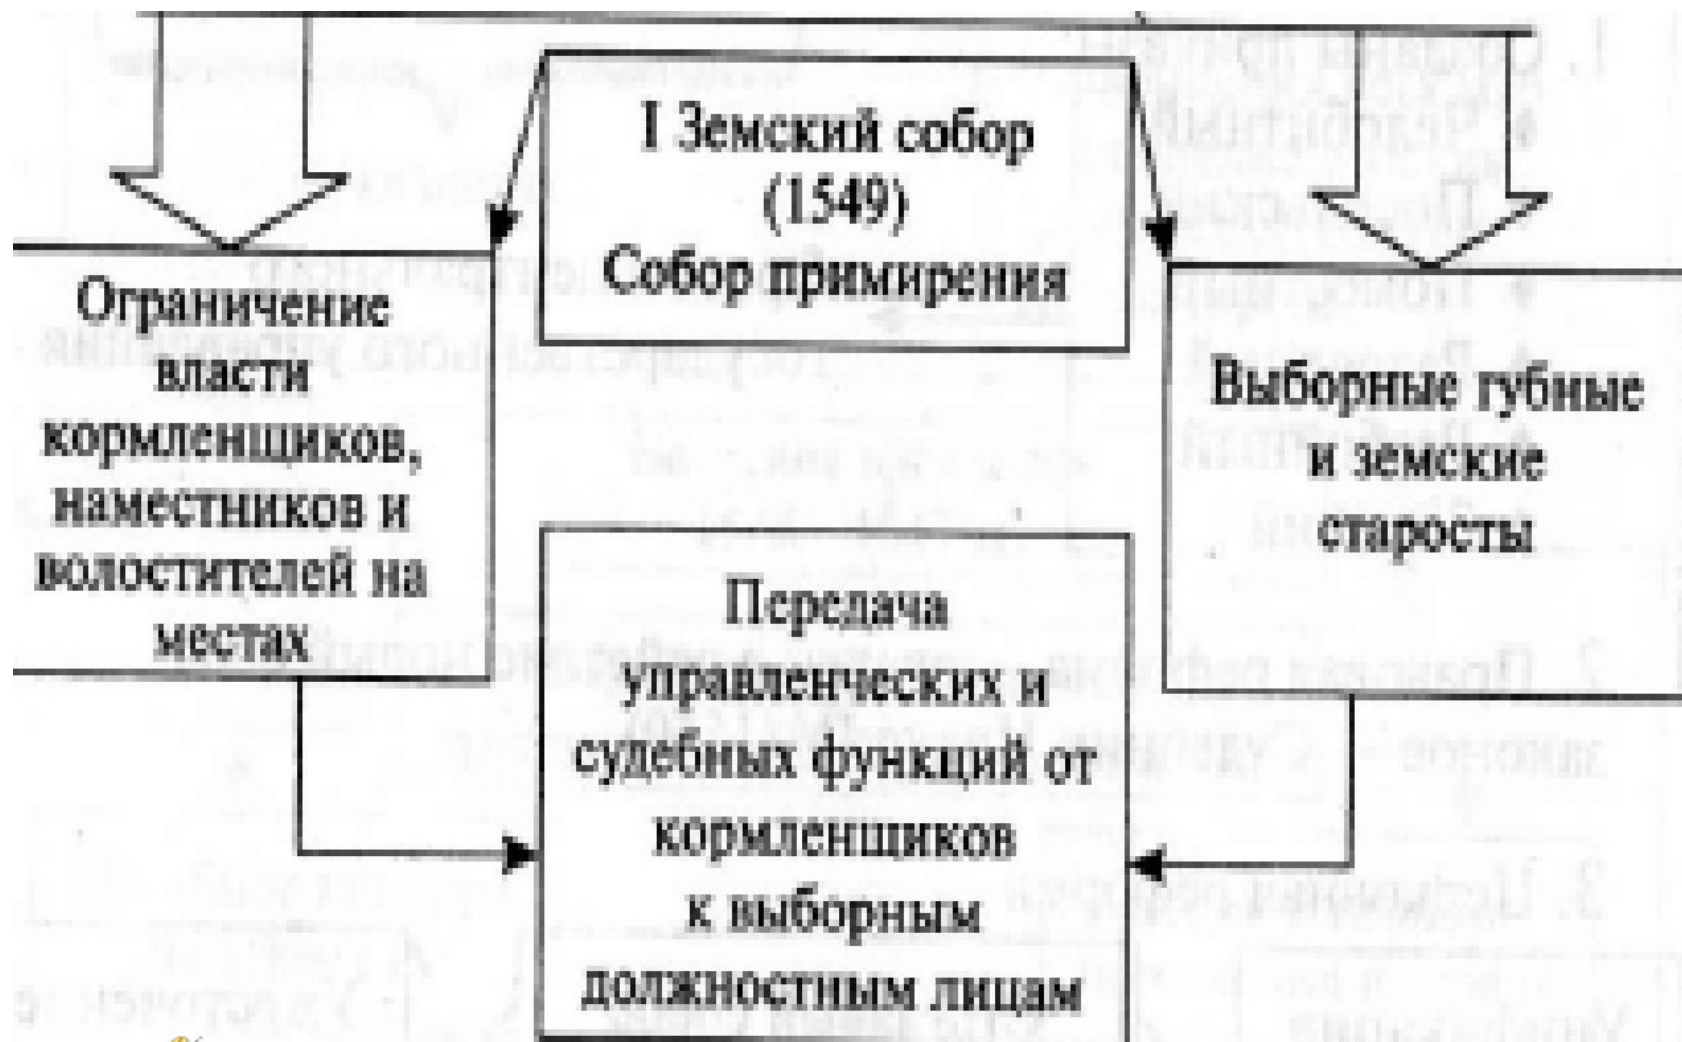 I Земский собор
(1549)
Собор примирения
Ограничение
власти
кормленщиков,
наместников и
волостителей на
местах
Выборные губные
и земские
старосты
Передача
управленческих и
судебных функций от
кормленщиков
к выборным
должностным лицам